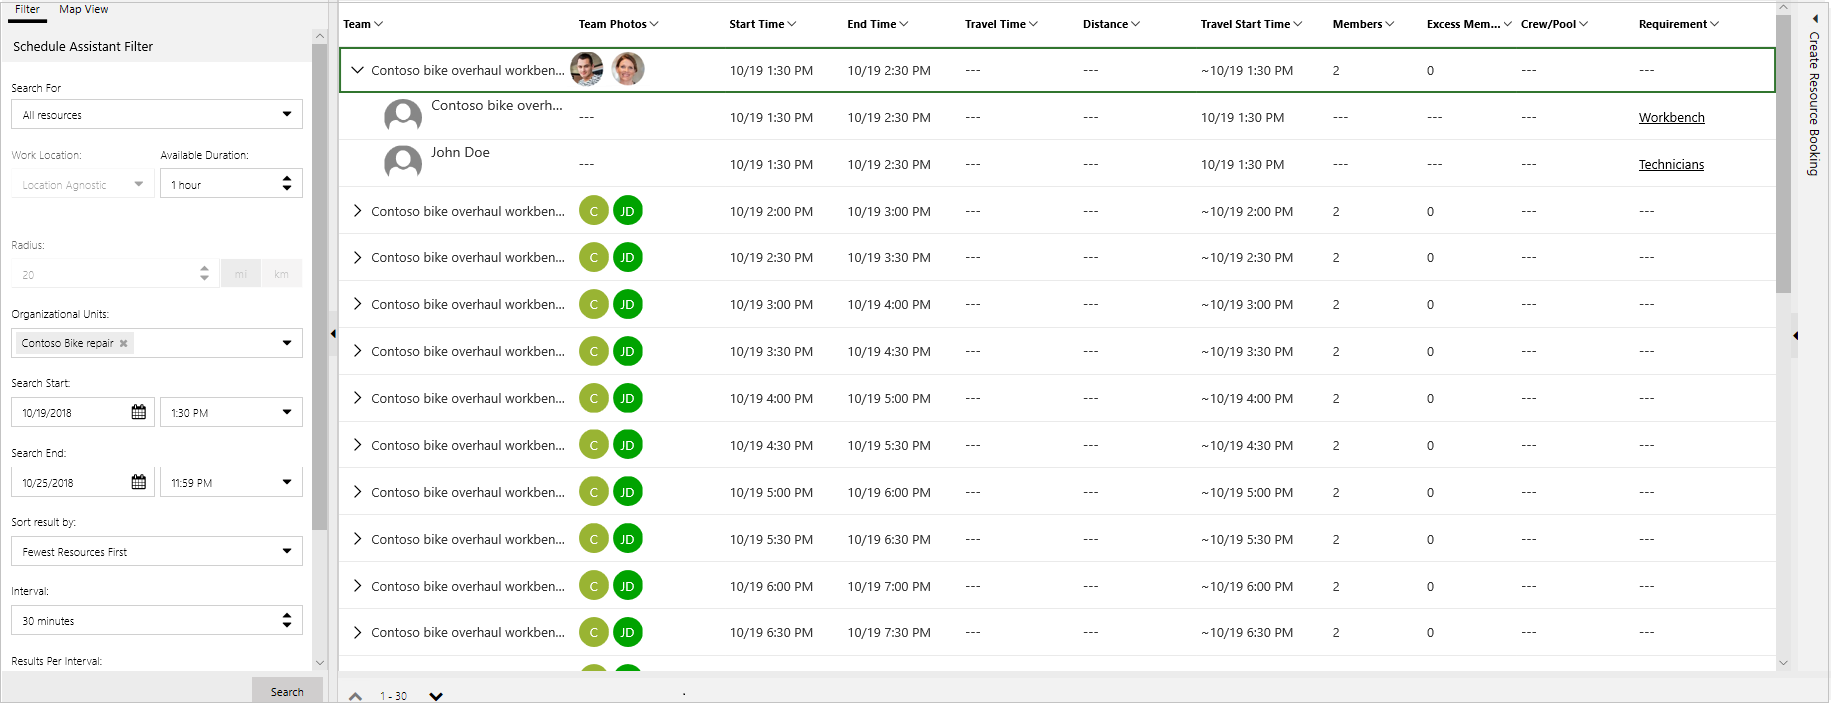 Filter Map View
Schedule Assistant Filter
Search For
All resources
Work Location: Available Duration:
Location Agnostic 1 hour
Radius:
20 mi km
Organizational Units:
Contoso Bike repair
Search Start:
10/19/2018 1:30 PM
Search End:
10/25/2018 11:59 PM
Sort result by:
Fewest Resources First
Interval:
30 minutes
Results Per Interval:
Search
Team Team Photos Start Time End Time Travel Time Distance Travel Start Time Members Excess Mem... Crew/Pool Requirement
Contoso bike overhaul workben... 10/19 1:30 PM 10/19 2:30 PM --- --- ~10/19 1:30 PM 2 0 --- ---
Contoso bike overh... --- 10/19 1:30 PM 10/19 2:30 PM 10/19 1:30 PM --- --- --- Workbench
John Doe --- 10/19 1:30 PM 10/19 2:30 PM 10/19 1:30 PM --- --- --- Technicians
Contoso bike overhaul workben... C JD 10/19 2:00 PM 10/19 3:00 PM --- --- ~10/19 2:00 PM 2 0 --- ---
Contoso bike overhaul workben... C JD 10/19 2:30 PM 10/19 3:30 PM --- --- ~10/19 2:30 PM 2 0 --- ---
Contoso bike overhaul workben... C JD 10/19 3:00 PM 10/19 4:00 PM --- --- ~10/19 3:00 PM 2 0 --- ---
Contoso bike overhaul workben... C JD 10/19 3:30 PM 10/19 4:30 PM --- --- ~10/19 3:30 PM 2 0 --- ---
Contoso bike overhaul workben... C JD 10/19 4:00 PM 10/19 5:00 PM --- --- ~10/19 4:00 PM 2 0 --- ---
Contoso bike overhaul workben... C JD 10/19 4:30 PM 10/19 5:30 PM --- --- ~10/19 4:30 PM 2 0 --- ---
Contoso bike overhaul workben... C JD 10/19 5:00 PM 10/19 6:00 PM --- --- ~10/19 5:00 PM 2 0 --- ---
Contoso bike overhaul workben... C JD 10/19 5:30 PM 10/19 6:30 PM --- --- ~10/19 5:30 PM 2 0 --- ---
Contoso bike overhaul workben... C JD 10/19 6:00 PM 10/19 7:00 PM --- --- ~10/19 6:00 PM 2 0 --- ---
Contoso bike overhaul workben... C JD 10/19 6:30 PM 10/19 7:30 PM --- --- ~10/19 6:30 PM 2 0 --- ---
1 - 30
Create Resource Booking